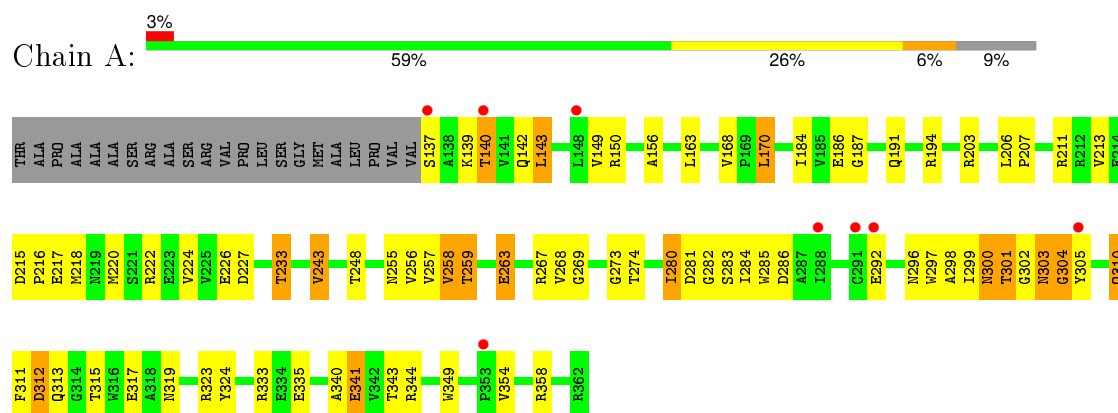 3%
Chain A:
59% 26% 6% 9%
THR ALA PRO ALA ALA ALA SER ARG ALA SER ARG VAL PRO LEU SER GLY MET ALA LEU PRO VAL VAL S137 A138 K139 T140 V141 Q142 L143 L148 V149 R150 A156 L163 V168 P169 L170 I184 V185 E186 G187 Q191 R194 R203 L206 P207 R211 R212 V213
D215 P216 E217 M218 N219 M220 S221 R222 E223 V224 V225 E226 D227 T233 V243 T248 N255 V256 V257 V258 T259 E263 R267 V268 G269 G273 T274 I280 D281 G282 S283 I284 W285 D286 A287 I288 C291 E292 N296 W297 A298 I299 N300 T301 G302 N303 G304 Y305 Q310
F311 D312 Q313 G314 T315 W316 E317 A318 N319 R323 Y324 R333 E334 E335 A340 E341 V342 T343 R344 W349 P353 V354 R358 R362